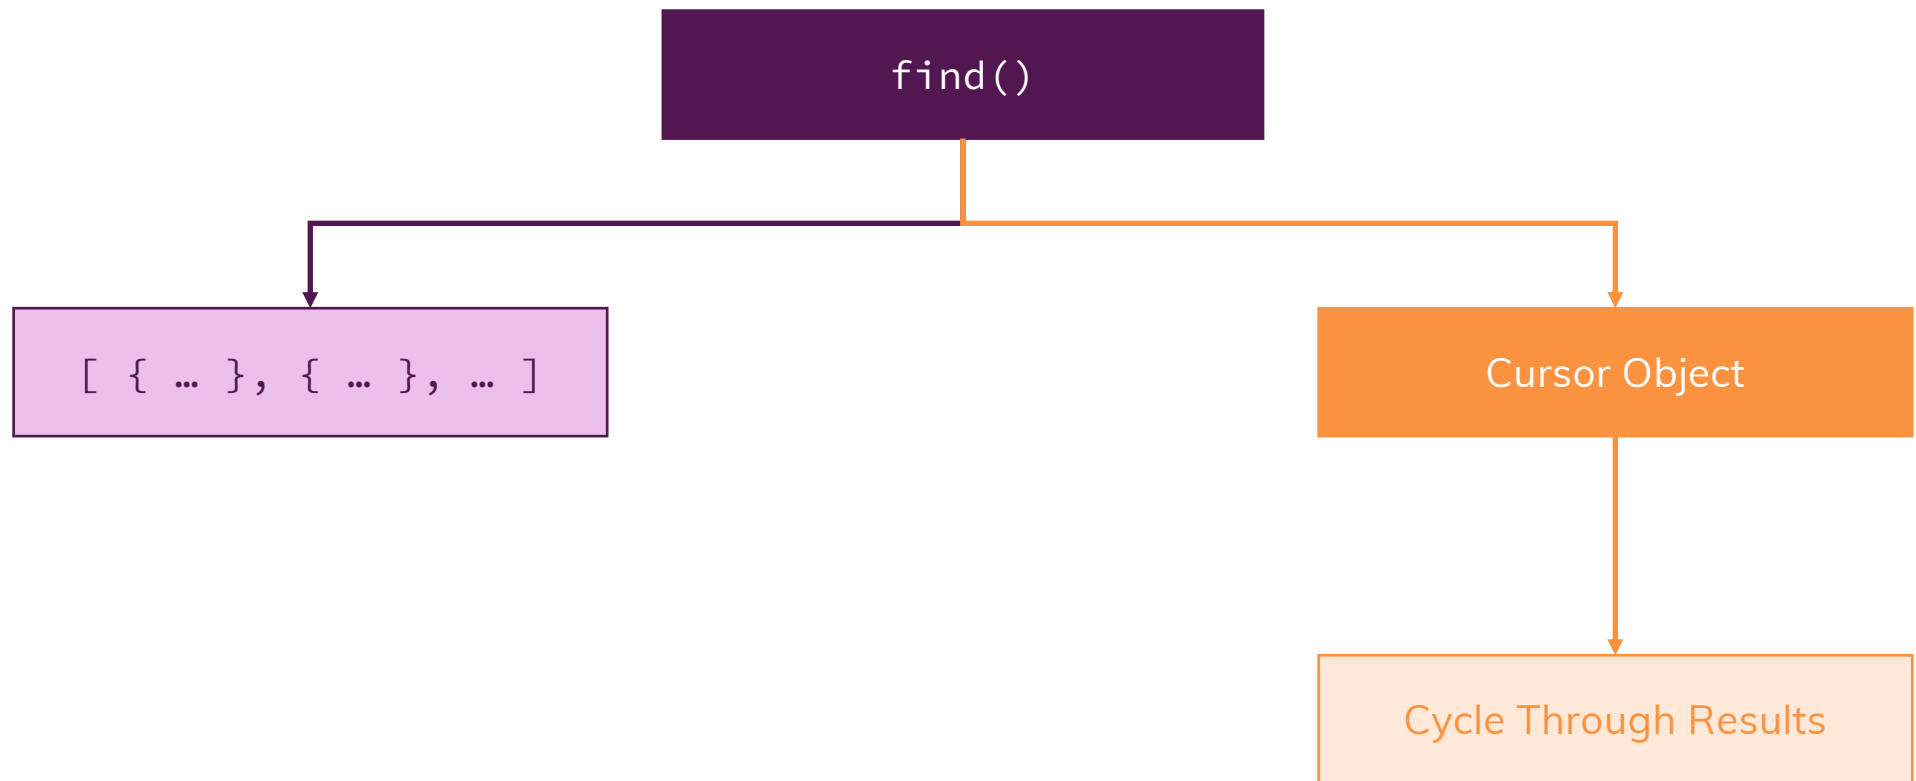 find()
[ { … }, { … }, … ]
Cursor Object
Cycle Through Results